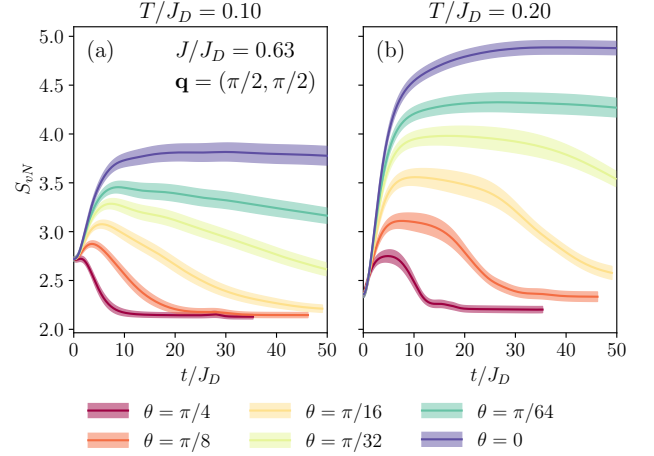 T/J_D = 0.10
T/J_D = 0.20
(a)
J/J_D = 0.63
q = (π/2, π/2)
(b)
S_{vN}
5.0
4.5
4.0
3.5
3.0
2.5
2.0
0 10 20 30 40 50
0 10 20 30 40 50
t/J_D
t/J_D
θ = π/4
θ = π/16
θ = π/64
θ = π/8
θ = π/32
θ = 0